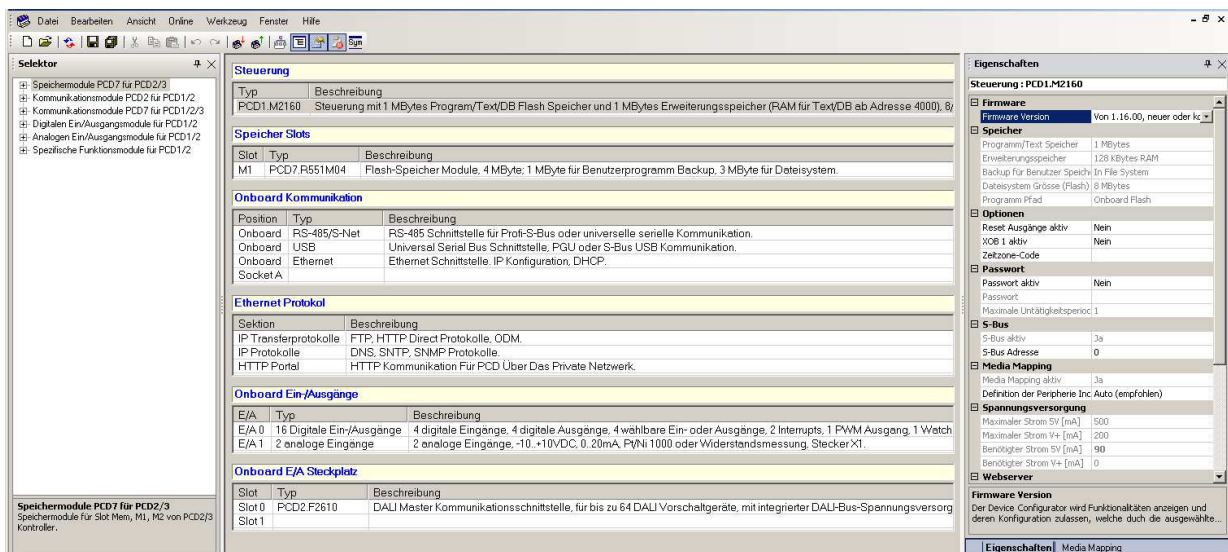 Datei Bearbeiten Ansicht Online Werkzeug Fenster Hilfe
Syn
Selektor
Speichermodule PCD7 für PCD2/3
Kommunikationsmodule PCD2 für PCD1/2
Kommunikationsmodule PCD7 für PCD1/2/3
Digitalen Ein/Ausgangsmodule für PCD1/2
Analogen Ein/Ausgangsmodule für PCD1/2
Spezifische Funktionsmodule für PCD1/2
Speichermodule PCD7 für PCD2/3
Speichermodule für Slot Mem, M1, M2 von PCD2/3
Kontroller.
Steuerung
Typ Beschreibung
PCD1.M2160 Steuerung mit 1 MBytes Program/Text/DB Flash Speicher und 1 MBytes Erweiterungsspeicher (RAM für Text/DB ab Adresse 4000), 8/
Speicher Slots
Slot Typ Beschreibung
M1 PCD7.R551M04 Flash-Speicher Module, 4 MByte; 1 MByte für Benutzerprogramm Backup, 3 MByte für Dateisystem.
Onboard Kommunikation
Position Typ Beschreibung
Onboard RS-485/S-Net RS-485 Schnittstelle für Profi-S-Bus oder universelle serielle Kommunikation.
Onboard USB Universal Serial Bus Schnittstelle, PGU oder S-Bus USB Kommunikation.
Onboard Ethernet Ethernet Schnittstelle. IP Konfiguration, DHCP.
Socket A
Ethernet Protokol
Sektion Beschreibung
IP Transferprotokolle FTP, HTTP Direct Protokolle, ODM.
IP Protokolle DNS, SNTP, SNMP Protokolle.
HTTP Portal HTTP Kommunikation Für PCD Über Das Private Netzwerk.
Onboard Ein-/Ausgänge
E/A Typ Beschreibung
E/A 0 16 Digitale Ein-/Ausgänge 4 digitale Eingänge, 4 digitale Ausgänge, 4 wählbare Ein- oder Ausgänge, 2 Interrupts, 1 PWM Ausgang, 1 Watch
E/A 1 2 analoge Eingänge 2 analoge Eingänge, -10..+10VDC, 0..20mA, Pt/Ni 1000 oder Widerstandsmessung, Stecker X1.
Onboard E/A Steckplatz
Slot Typ Beschreibung
Slot 0 PCD2.F2610 DALI Master Kommunikationsschnittstelle, für bis zu 64 DALI Vorschaltgeräte, mit integrierter DALI-Bus-Spannungsversorg
Slot 1
Eigenschaften
Steuerung : PCD1.M2160
Firmware
Firmware Version Von 1.16.00, neuer oder kc
Speicher
Programm/Text Speicher 1 MBytes
Erweiterungsspeicher 128 KBytes RAM
Backup für Benutzer Speich In File System
Dateisystem Grösse (Flash) 8 MBytes
Programm Pfad Onboard Flash
Optionen
Reset Ausgänge aktiv Nein
XOB 1 aktiv Nein
Zeitzone-Code
Passwort
Passwort aktiv Nein
Passwort
Maximale Untätigkeitsperioc 1
S-Bus
S-Bus aktiv Ja
S-Bus Adresse 0
Media Mapping
Media Mapping aktiv Ja
Definition der Peripherie Inc Auto (empfohlen)
Spannungsversorgung
Maximaler Strom 5V [mA] 500
Maximaler Strom V+ [mA] 200
Benötigter Strom 5V [mA] 90
Benötigter Strom V+ [mA] 0
Webserver
Firmware Version
Der Device Configurator wird Funktionalitäten anzeigen und
deren Konfiguration zulassen, welche duch die ausgewählte...
Eigenschaften Media Mapping